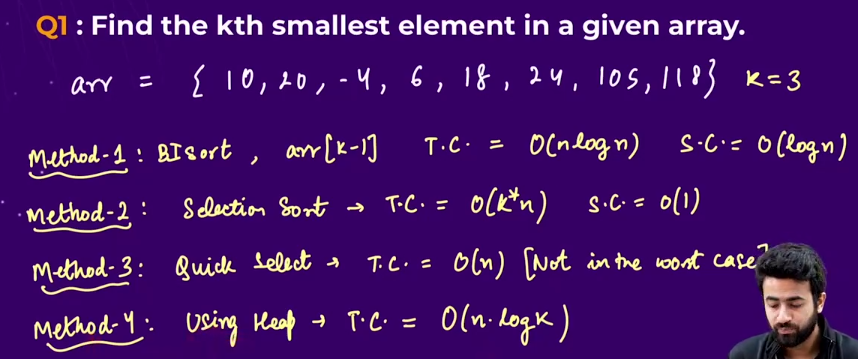 Q1 : Find the kth smallest element in a given array.
arr = { 10, 20, -4, 6, 18, 24, 105, 118} K=3
Method-1 : BISort, arr[K-1] T.C. = O(nlogn) S.C. = O(logn)
Method-2 : Selection Sort → T.C. = O(K*n) S.C. = O(1)
Method-3 : Quick Select → T.C. = O(n) [Not in the worst case]
Method-4 : Using Heap → T.C. = O(n.logK)